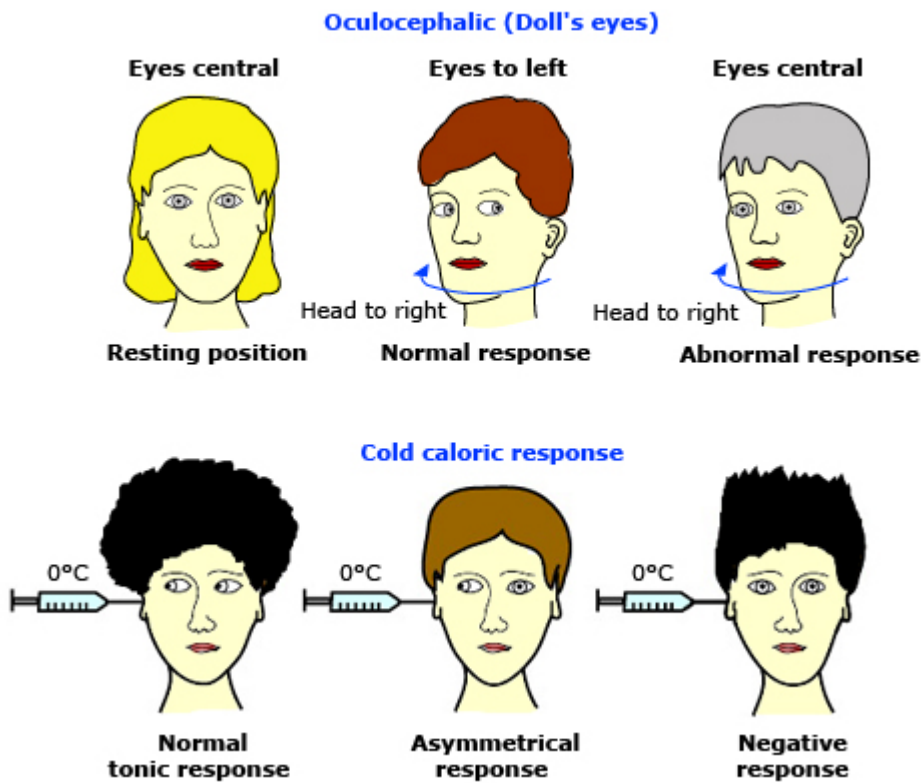 Oculocephalic (Doll's eyes)
Eyes central
Eyes to left
Eyes central
Head to right
Head to right
Resting position
Normal response
Abnormal response
Cold caloric response
0°C
0°C
0°C
Normal
tonic response
Asymmetrical
response
Negative
response